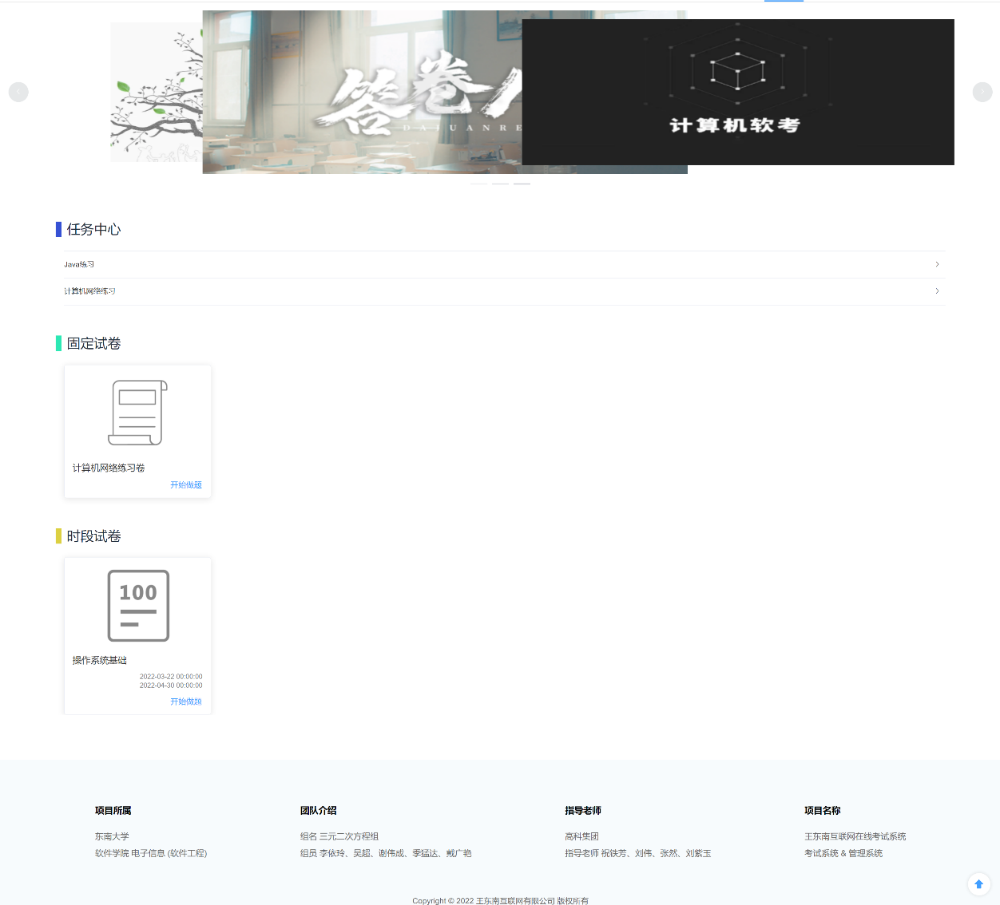 答卷人
DAJUANRE
计算机软考
任务中心
Java练习
计算机网络练习
固定试卷
计算机网络练习卷
开始做题
时段试卷
100
操作系统基础
2022-03-22 00:00:00
2022-04-30 00:00:00
开始做题
项目所属
东南大学
软件学院 电子信息 (软件工程)
团队介绍
组名 三元二次方程组
组员 李依玲、吴超、谢伟成、季猛达、戴广艳
指导老师
高科集团
指导老师 祝铁芳、刘伟、张然、刘紫玉
项目名称
王东南互联网在线考试系统
考试系统 & 管理系统
Copyright © 2022 王东南互联网有限公司 版权所有